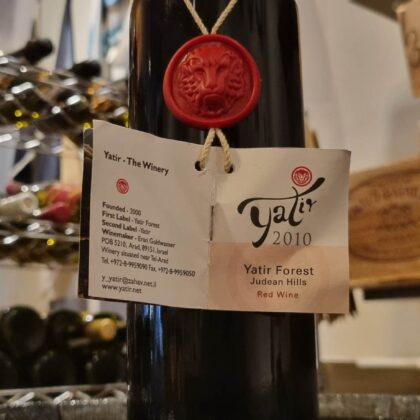 Yatir - The Winery
Founded - 2000
First Label - Yatir Forest
Second Label -Yatir
Winemaker - Eran Goldwasser
POB 5210, Arad, 89151, Israel
Winery situated near Tel-Arad
Tel. +972-8-9959090 Fax. +972-8-9959050
y_yatir@zahav.net.il
www.yatir.net
yatir
2010
Yatir Forest
Judean Hills
Red Wine